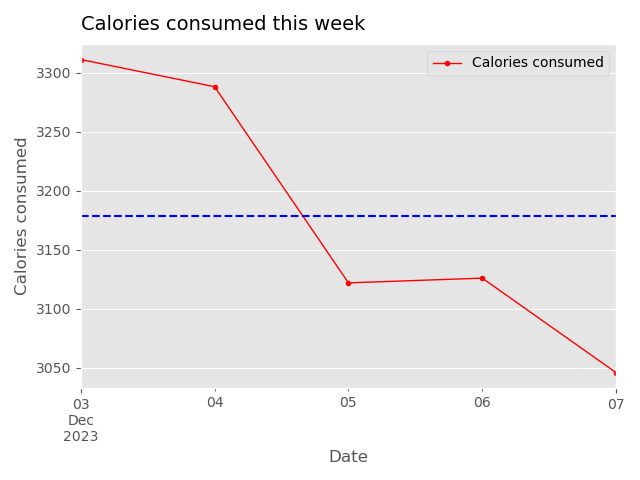 Calories consumed this week
Calories consumed
3300
3250
3200
3150
3100
3050
Calories consumed
03
Dec
2023
04
05
06
07
Date